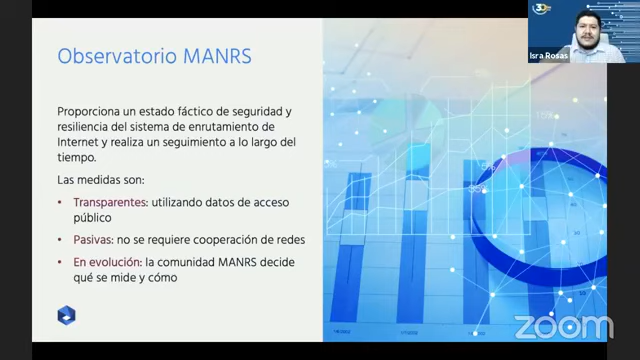 Observatorio MANRS
Proporciona un estado fáctico de seguridad y
resiliencia del sistema de enrutamiento de
Internet y realiza un seguimiento a lo largo del
tiempo.
Las medidas son:
Transparentes: utilizando datos de acceso
público
Pasivas: no se requiere cooperación de redes
En evolución: la comunidad MANRS decide
qué se mide y cómo
Isra Rosas
zoom